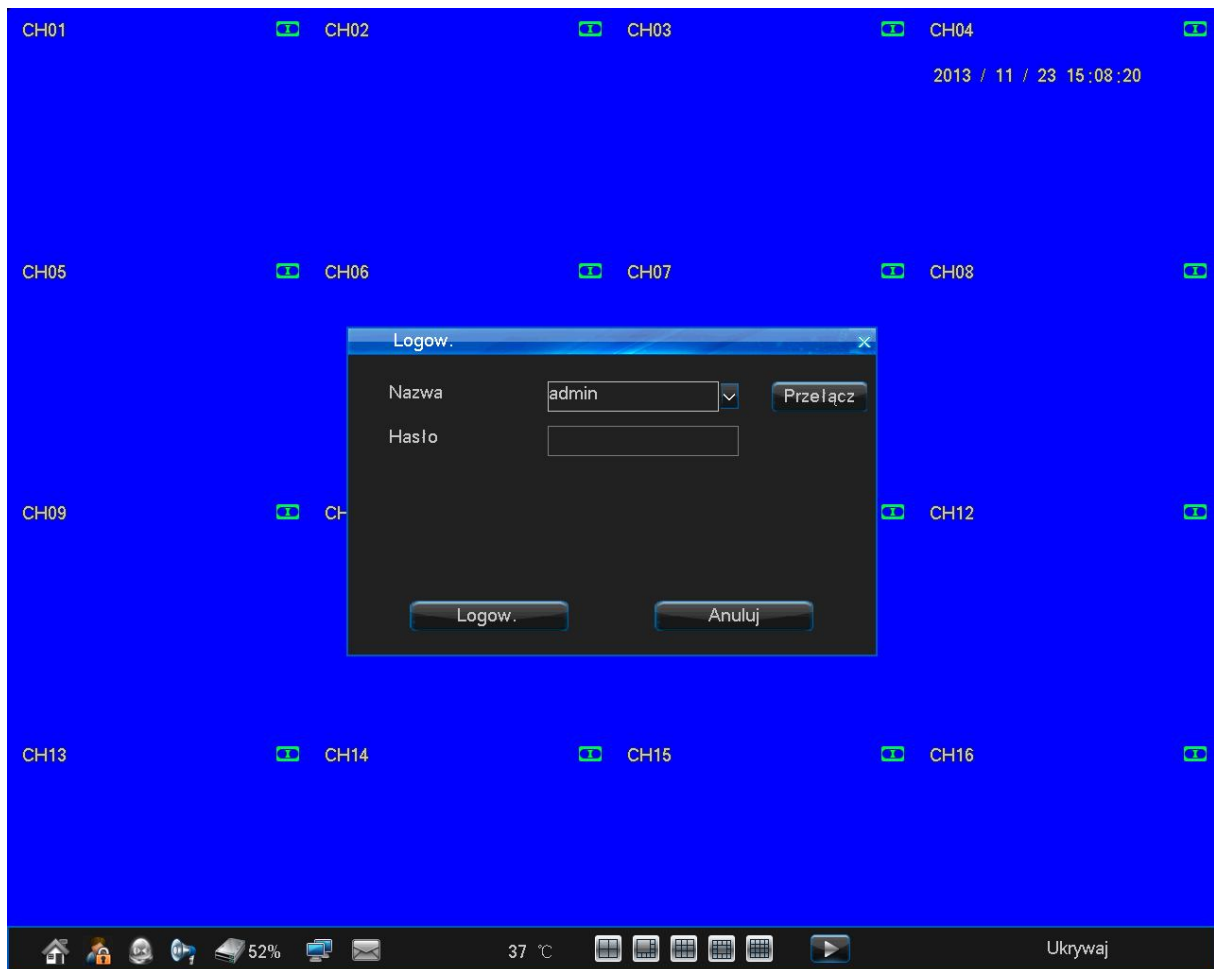 CH01 CH02 CH03 CH04
2013 / 11 / 23 15:08:20
CH05 CH06 CH07 CH08
Logow.
Nazwa admin Przełącz
Hasło
CH09 CH CH12
Logow. Anuluj
CH13 CH14 CH15 CH16
52% 37 °C Ukrywaj